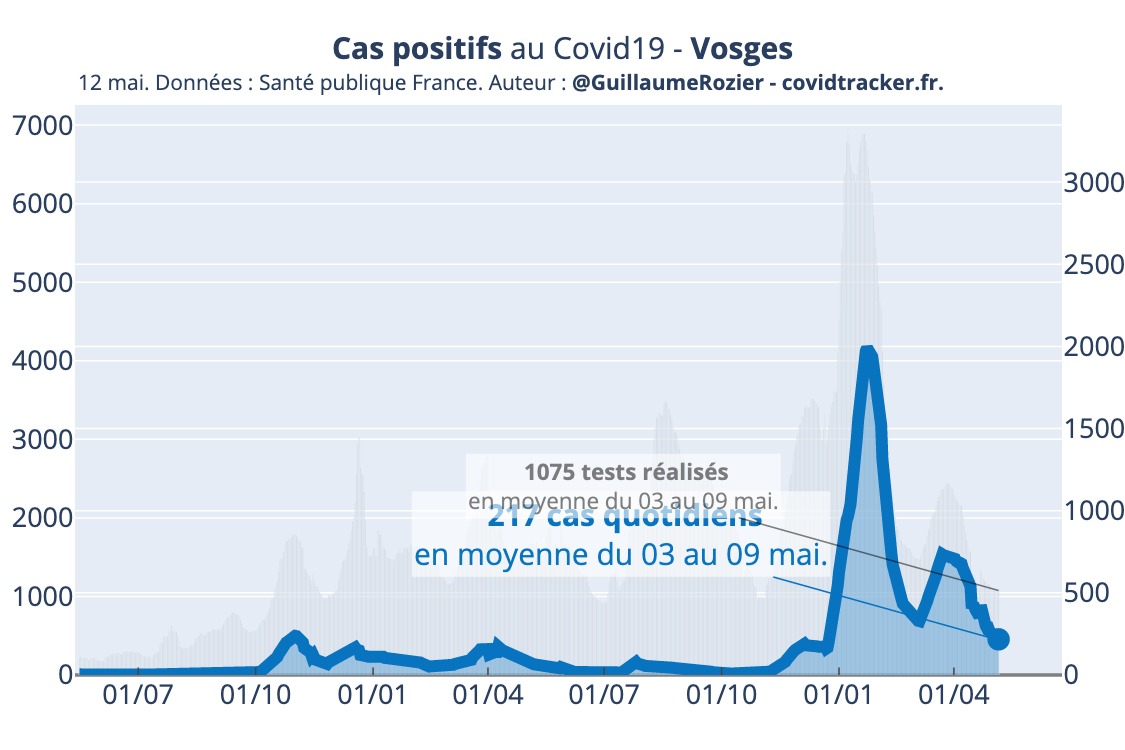 Cas positifs au Covid19 - Vosges
12 mai. Données : Santé publique France. Auteur : @GuillaumeRozier - covidtracker.fr.
7000
6000
5000
4000
3000
2000
1000
0
3000
2500
2000
1500
1000
500
0
1075 tests réalisés
en moyenne du 03 au 09 mai.
217 cas quotidiens
en moyenne du 03 au 09 mai.
01/07 01/10 01/01 01/04 01/07 01/10 01/01 01/04